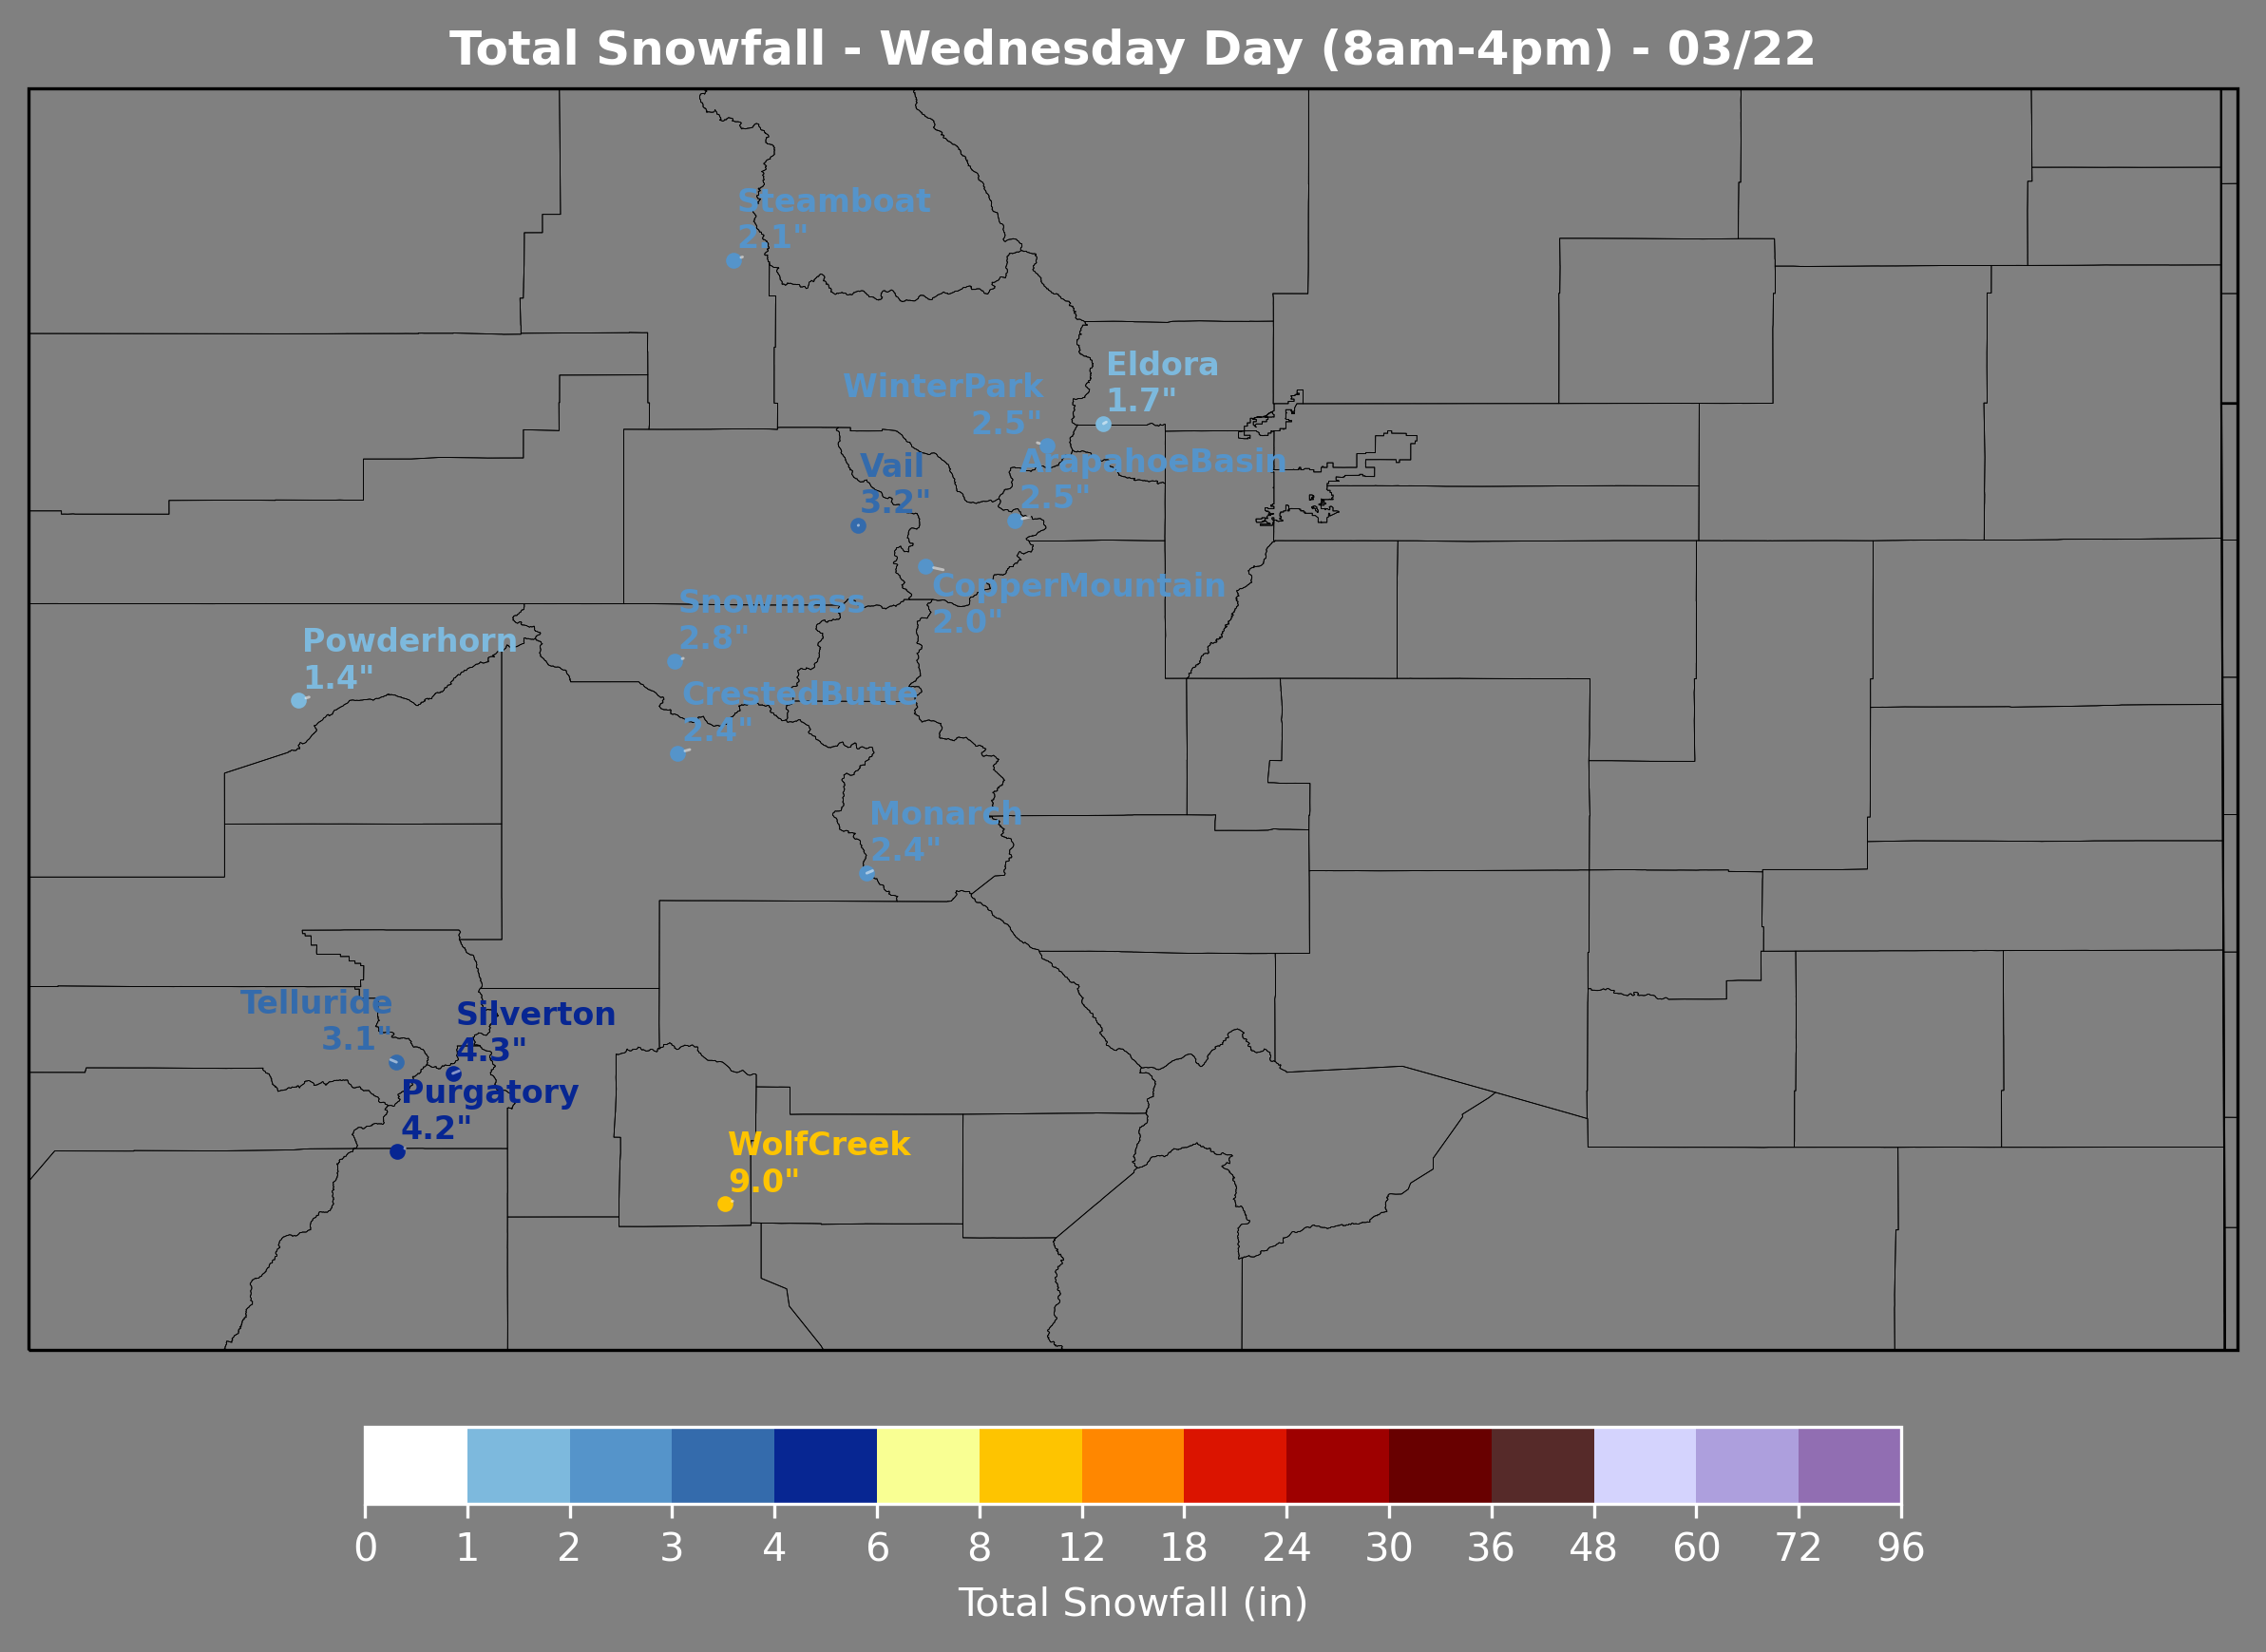 Total Snowfall - Wednesday Day (8am-4pm) - 03/22
Steamboat
2.1"
Eldora
1.7"
WinterPark
2.5"
Vail
3.2"
ArapahoeBasin
2.5"
CopperMountain
2.0"
Snowmass
2.8"
Powderhorn
1.4"
CrestedButte
2.4"
Monarch
2.4"
Telluride
3.1"
Silverton
4.3"
Purgatory
4.2"
WolfCreek
9.0"
0 1 2 3 4 6 8 12 18 24 30 36 48 60 72 96
Total Snowfall (in)